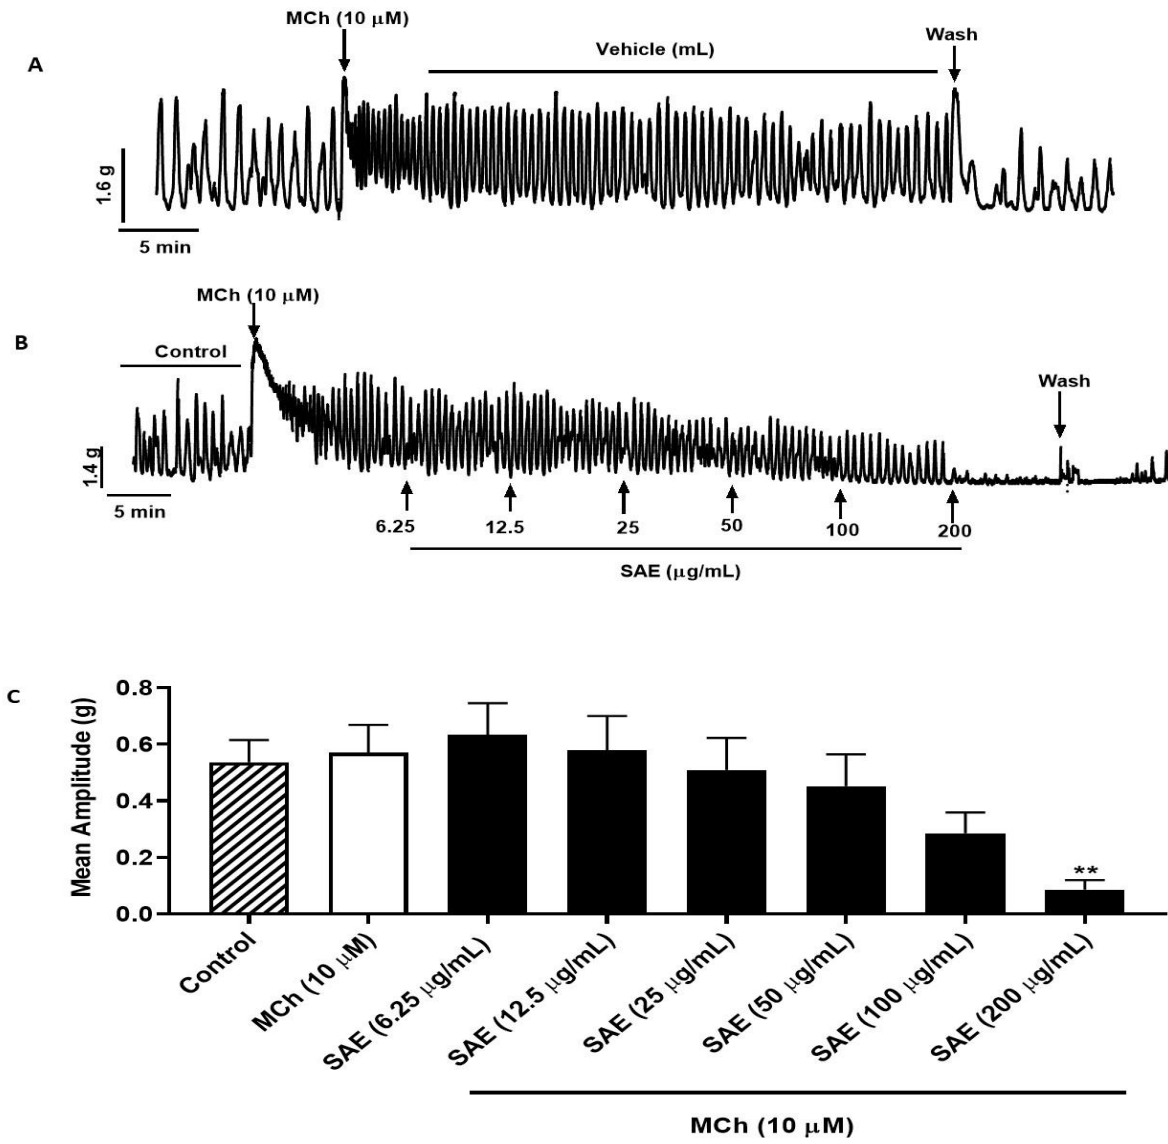 MCh (10 μM)
A
Vehicle (mL)
Wash
1.6 g
5 min
MCh (10 μM)
B
Control
Wash
1.4 g
5 min
6.25
12.5
25
50
100
200
SAE (μg/mL)
C
Mean Amplitude (g)
0.8
0.6
0.4
0.2
0.0
**
Control
MCh (10 μM)
SAE (6.25 μg/mL)
SAE (12.5 μg/mL)
SAE (25 μg/mL)
SAE (50 μg/mL)
SAE (100 μg/mL)
SAE (200 μg/mL)
MCh (10 μM)